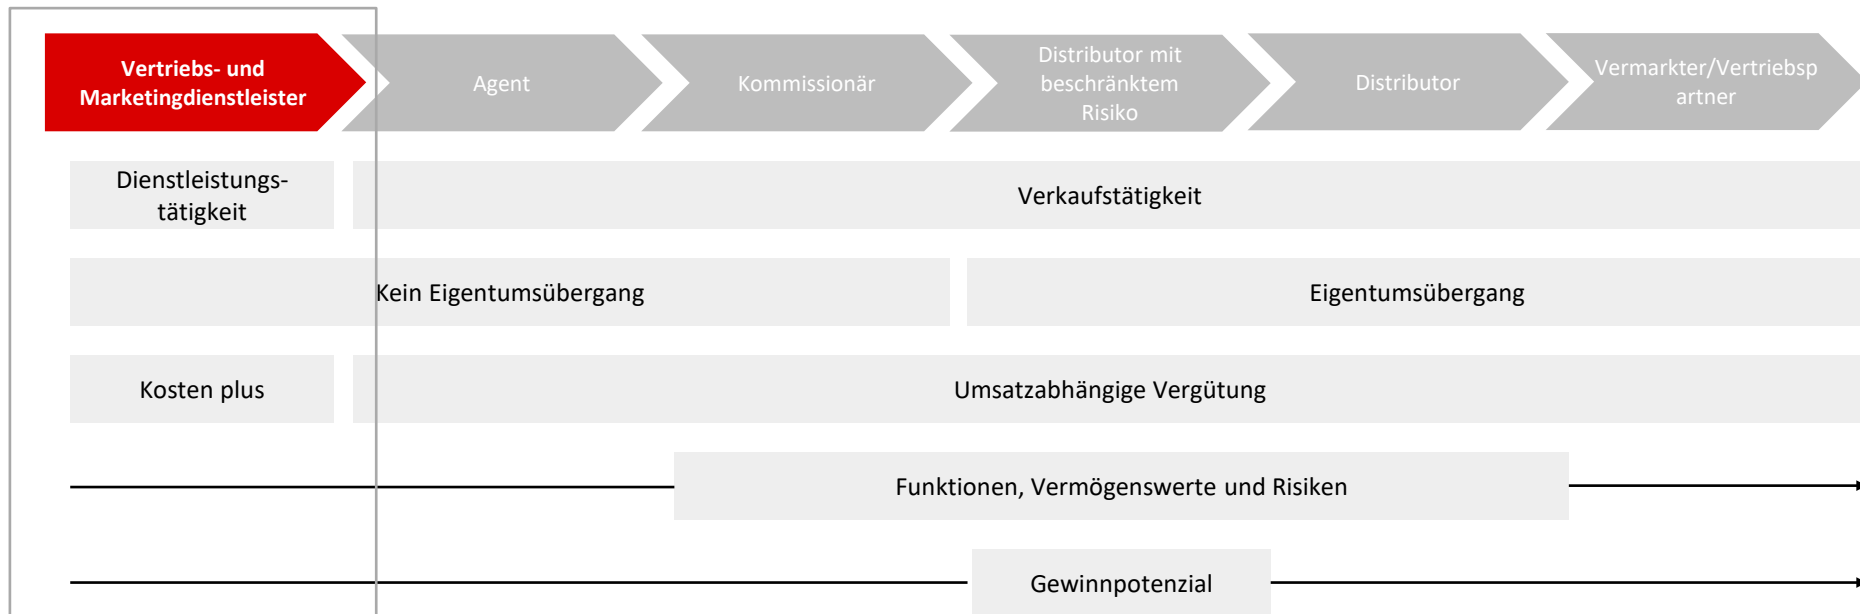 Vertriebs- und
Marketingdienstleister
Agent
Kommissionär
Distributor mit
beschränktem
Risiko
Distributor
Vermarkter/Vertriebsp
artner
Dienstleistungs-
tätigkeit
Verkaufstätigkeit
Kein Eigentumsübergang
Eigentumsübergang
Kosten plus
Umsatzabhängige Vergütung
Funktionen, Vermögenswerte und Risiken
Gewinnpotenzial